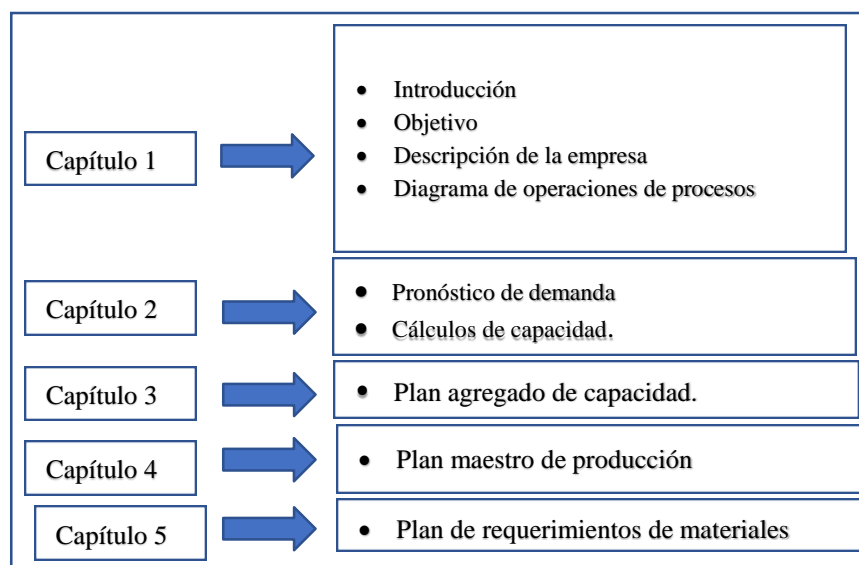 Capítulo 1
• Introducción
• Objetivo
• Descripción de la empresa
• Diagrama de operaciones de procesos
Capítulo 2
• Pronóstico de demanda
• Cálculos de capacidad.
Capítulo 3
• Plan agregado de capacidad.
Capítulo 4
• Plan maestro de producción
Capítulo 5
• Plan de requerimientos de materiales